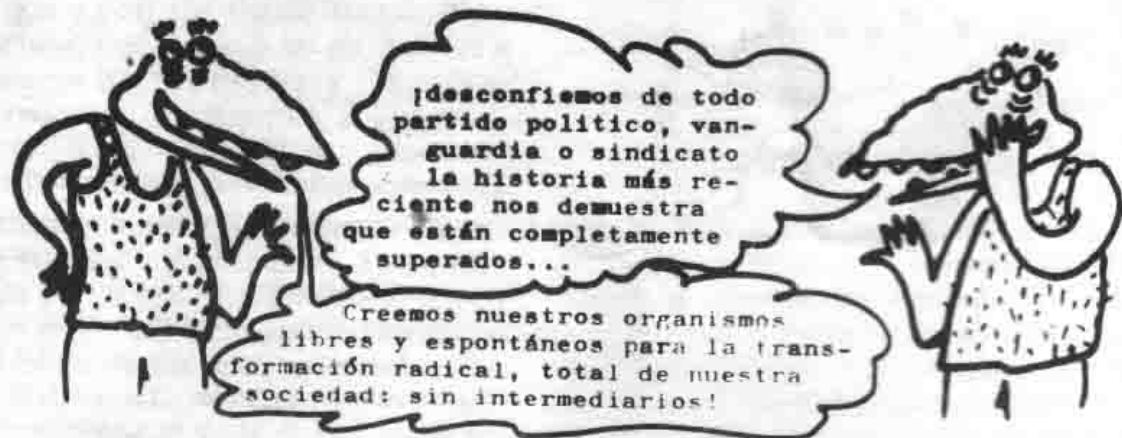 ¡desconfiemos de todo
partido politico, van-
guardia o sindicato
la historia más re-
ciente nos demuestra
que están completamente
superados...
Creemos nuestros organismos
libres y espontáneos para la trans-
formación radical, total de nuestra
sociedad: sin intermediarios!